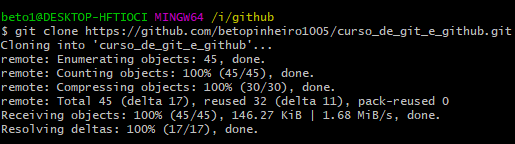 beto1@DESKTOP-HFTIOCI MINGW64 /i/github
$ git clone https://github.com/betopinheiro1005/curso_de_git_e_github.git
Cloning into 'curso_de_git_e_github'...
remote: Enumerating objects: 45, done.
remote: Counting objects: 100% (45/45), done.
remote: Compressing objects: 100% (30/30), done.
remote: Total 45 (delta 17), reused 32 (delta 11), pack-reused 0
Receiving objects: 100% (45/45), 146.27 KiB | 1.68 MiB/s, done.
Resolving deltas: 100% (17/17), done.